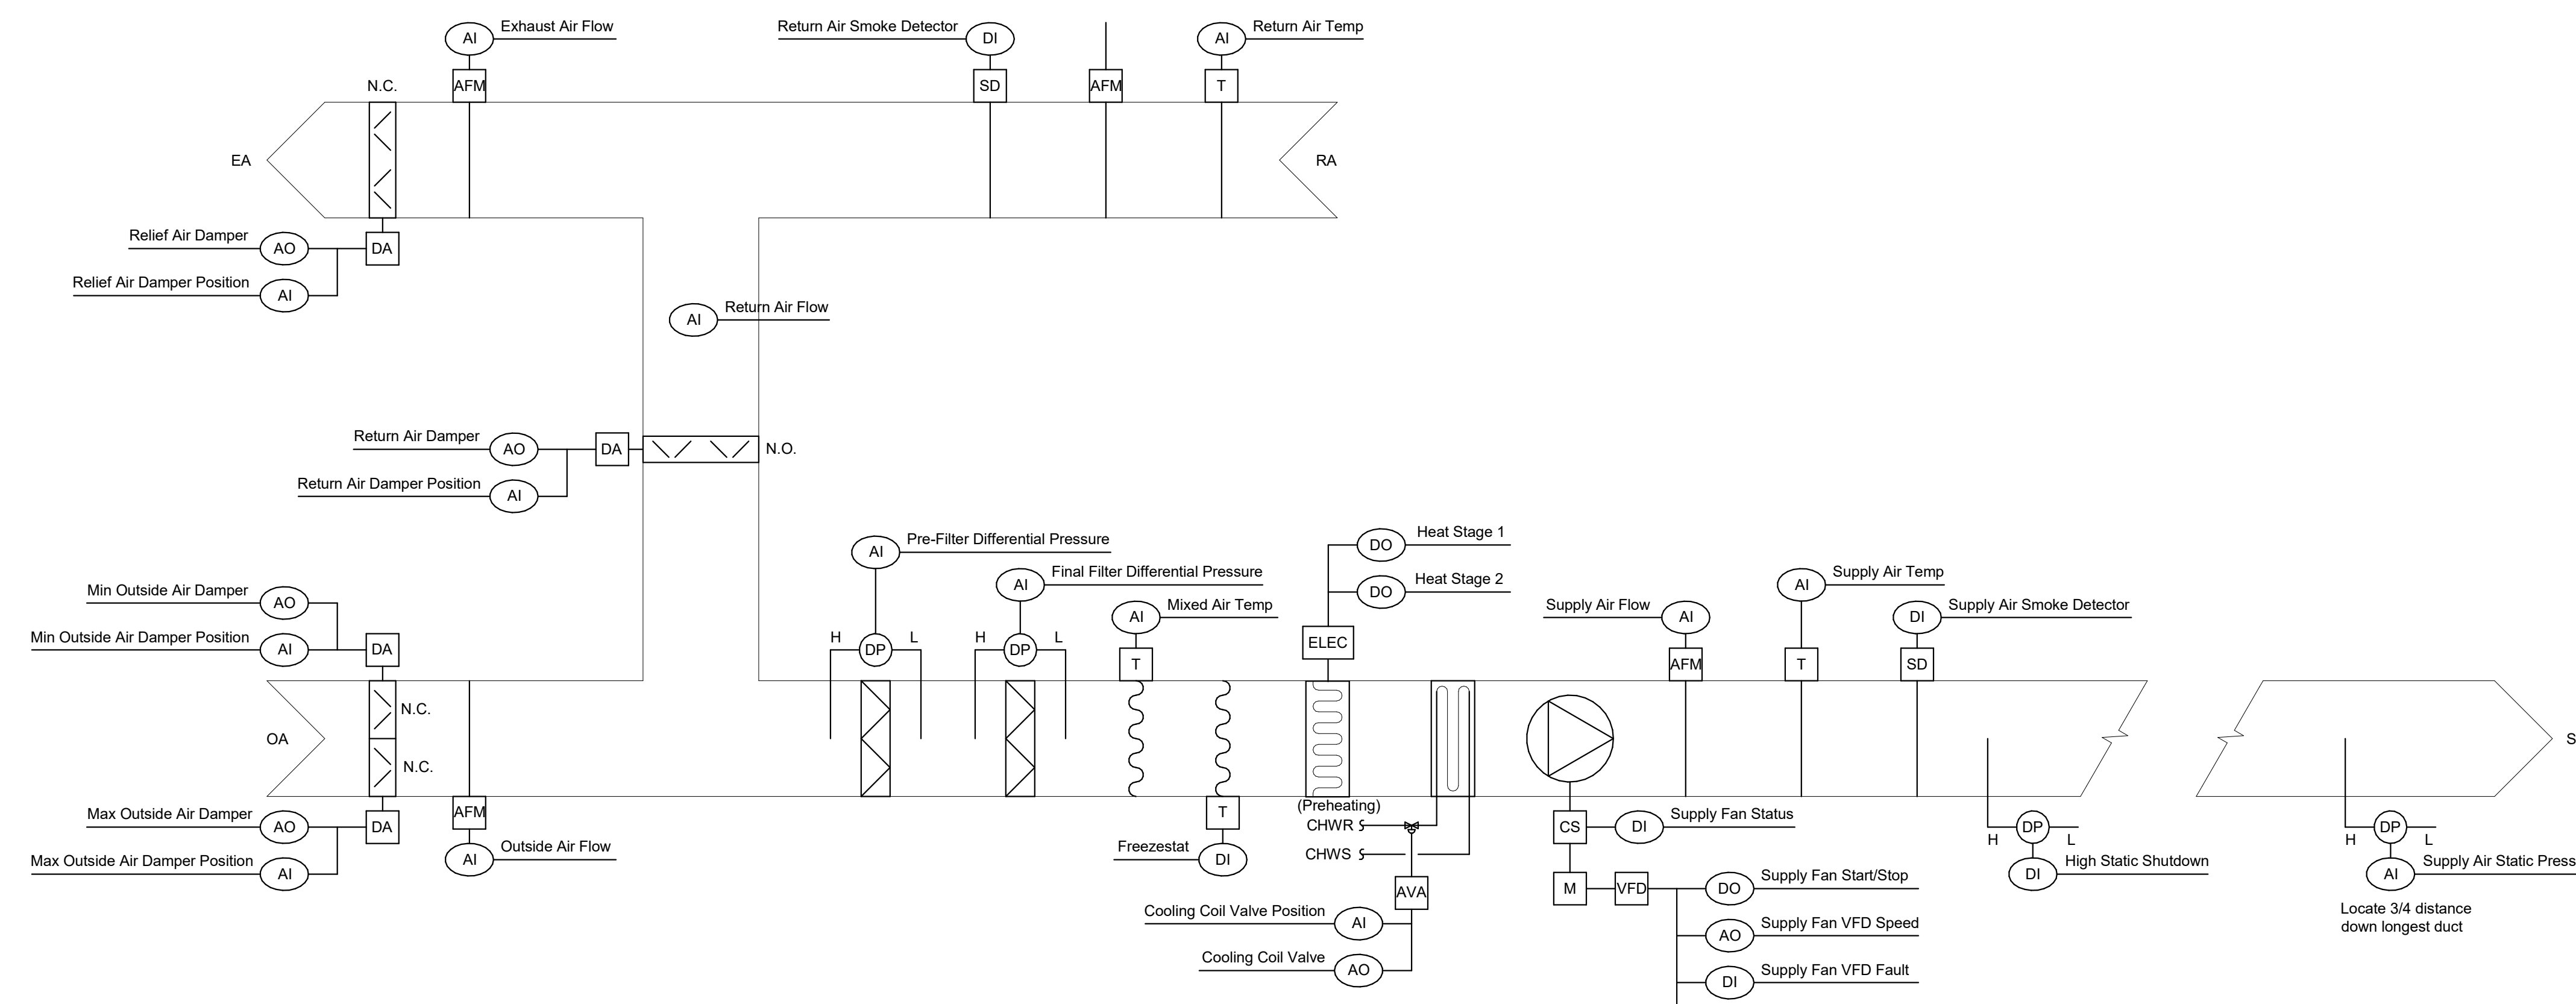 AI Exhaust Air Flow
Return Air Smoke Detector DI
AI Return Air Temp
N.C.
AFM
SD
AFM
T
EA
RA
Relief Air Damper AO
DA
Relief Air Damper Position AI
AI Return Air Flow
Return Air Damper AO
DA
N.O.
Return Air Damper Position AI
Heat Stage 1
DO
AI Pre-Filter Differential Pressure
AI Final Filter Differential Pressure
DO Heat Stage 2
AI Supply Air Temp
Min Outside Air Damper AO
AI Mixed Air Temp
Supply Air Flow AI
DI Supply Air Smoke Detector
Min Outside Air Damper Position AI
DA
H DP L
H DP L
T
ELEC
AFM
T
SD
N.C.
OA
N.C.
S
(Preheating)
Max Outside Air Damper AO
DA
AFM
T
CHWR
CS
DI Supply Fan Status
H DP L
H DP L
Max Outside Air Damper Position AI
AI Outside Air Flow
Freezestat DI
CHWS
DI High Static Shutdown
AI Supply Air Static Press
AVA
M
VFD
DO Supply Fan Start/Stop
Cooling Coil Valve Position AI
AO Supply Fan VFD Speed
Locate 3/4 distance
down longest duct
Cooling Coil Valve AO
DI Supply Fan VFD Fault